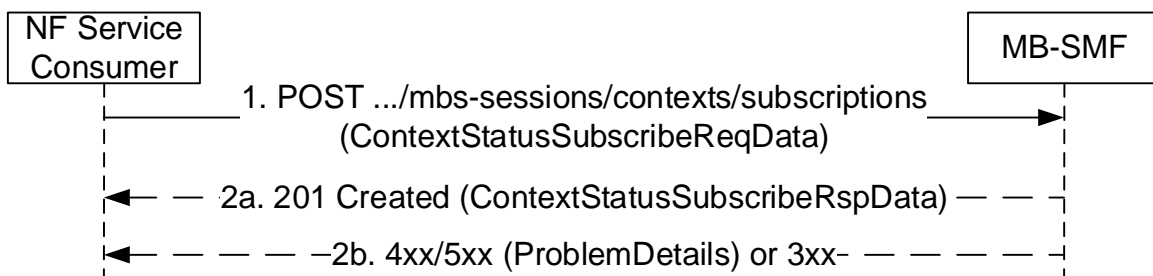 NF Service
Consumer
MB-SMF
1. POST .../mbs-sessions/contexts/subscriptions
(ContextStatusSubscribeReqData)
2a. 201 Created (ContextStatusSubscribeRspData)
2b. 4xx/5xx (ProblemDetails) or 3xx